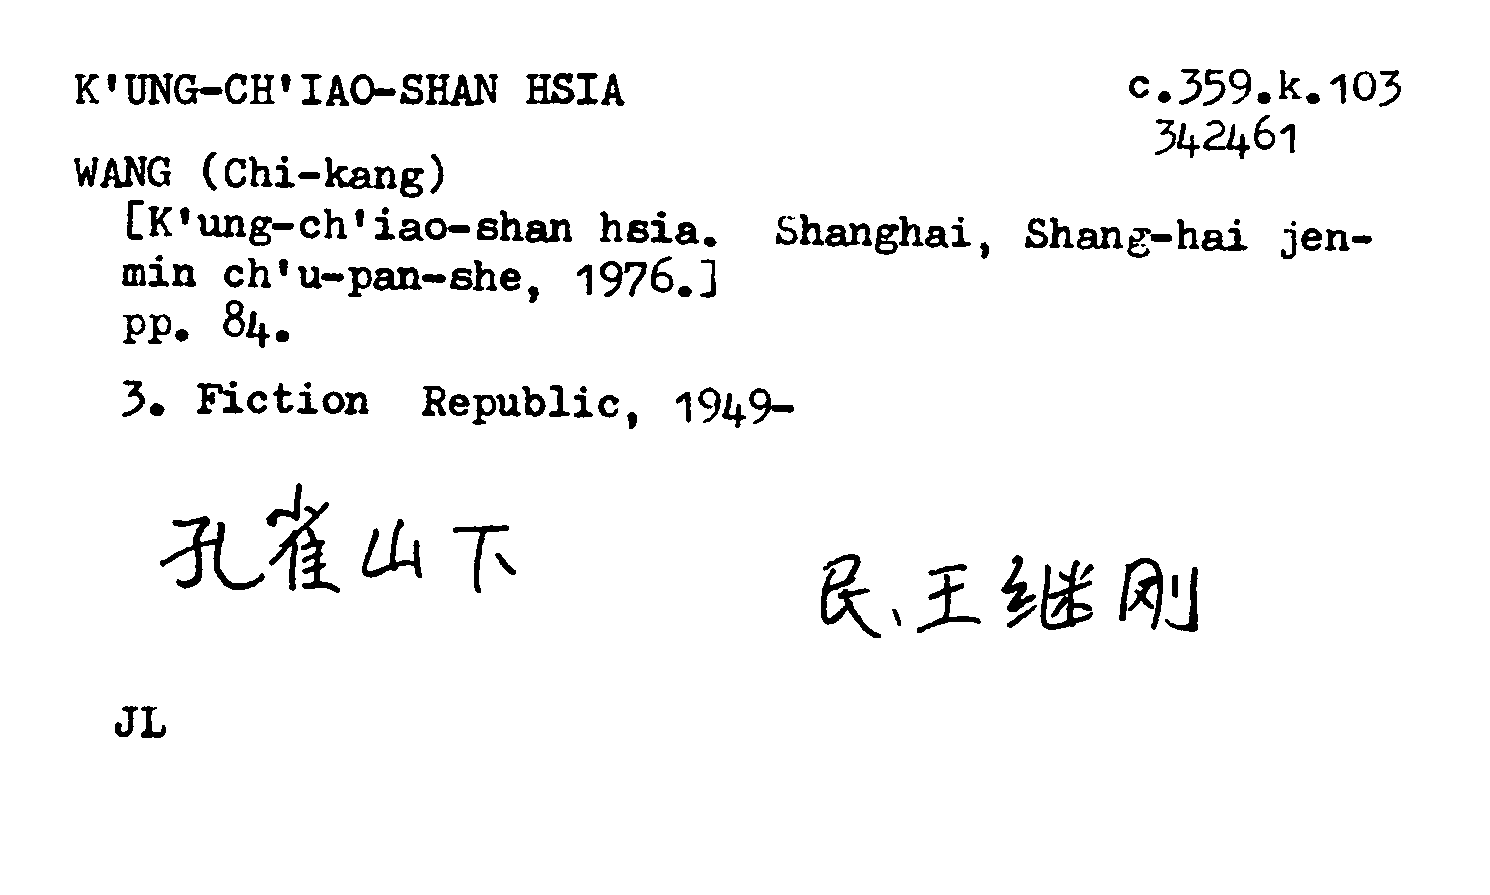 K'UNG-CH'IAO-SHAN HSIA
c.359.k.103
342461
WANG (Chi-kang)
[K'ung-ch'iao-shan hsia. Shanghai, Shang-hai jen-
min ch'u-pan-she, 1976.]
pp. 84.
3. Fiction Republic, 1949-
孔雀山下
民、王继刚
JL